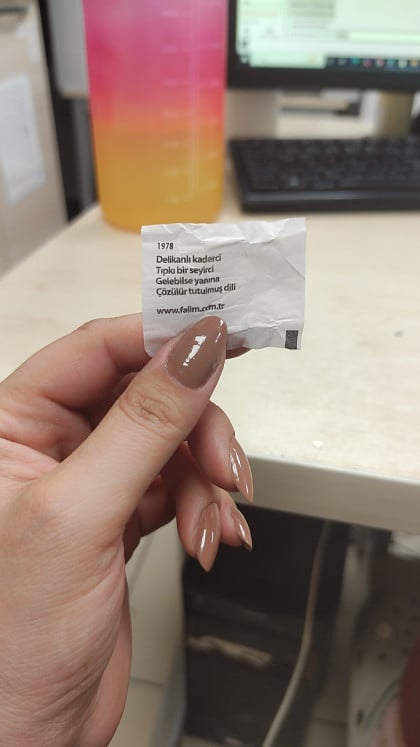 1978
Delikanlı kaderci
Tıpkı bir seyirci
Gelebilse yanına
Çözülür tutulmuş dili
www.falim.com.tr